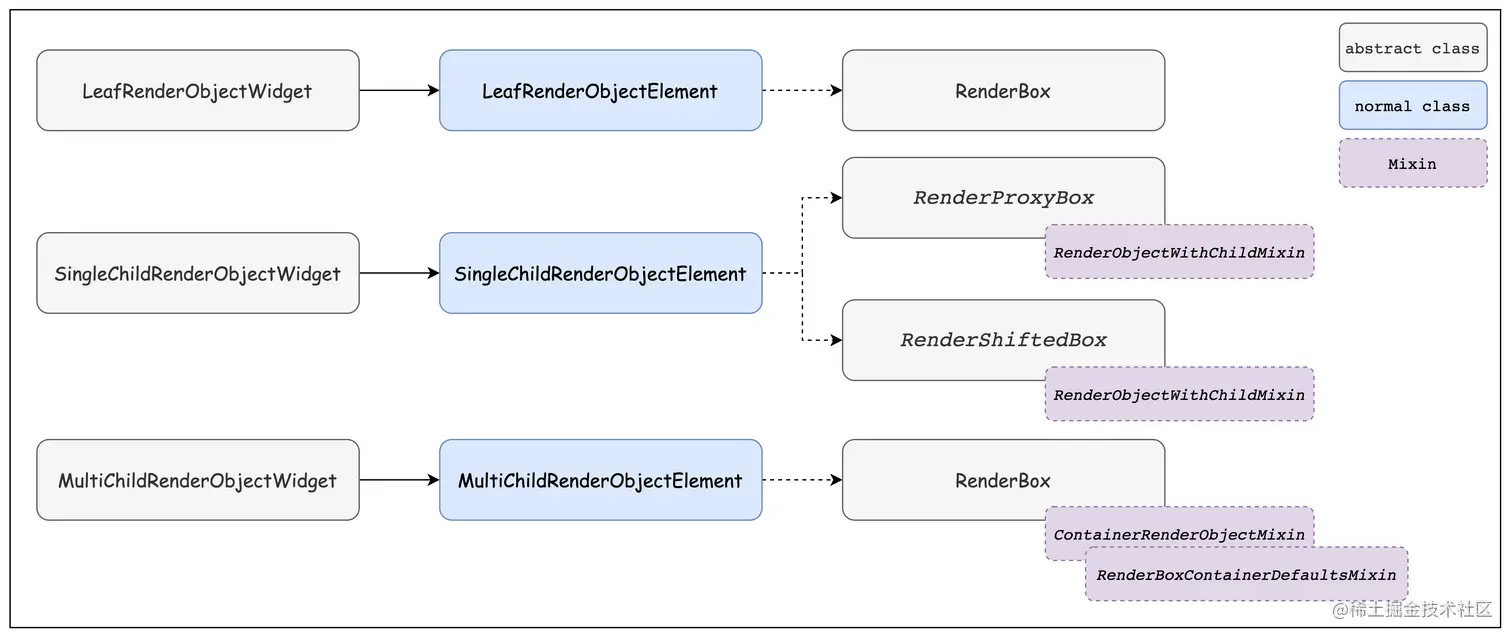 LeafRenderObjectWidget
LeafRenderObjectElement
RenderBox
abstract class
normal class
Mixin
SingleChildRenderObjectWidget
SingleChildRenderObjectElement
RenderProxyBox
RenderObjectWithChildMixin
RenderShiftedBox
RenderObjectWithChildMixin
MultiChildRenderObjectWidget
MultiChildRenderObjectElement
RenderBox
ContainerRenderObjectMixin
RenderBoxContainerDefaultsMixin
@稀土掘金技术社区